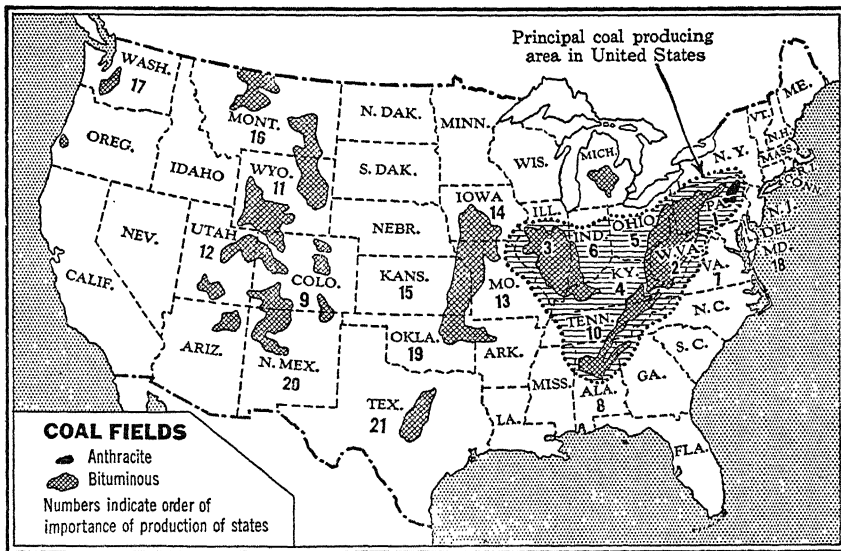 Principal coal producing
area in United States
WASH.
17
MONT.
16
N. DAK.
MINN.
ME.
VT.
N.H.
MASS.
R.I.
CONN.
N. Y.
OREG.
IDAHO
WYO.
11
S. DAK.
WIS.
MICH.
IOWA
14
NEBR.
ILL.
3
IND.
6
OHIO
5
PA.
1
N. J.
DEL.
MD.
18
NEV.
UTAH
12
CALIF.
COLO.
9
KANS.
15
MO.
13
KY.
4
W.VA.
2
VA.
7
N.C.
TENN.
10
ARIZ.
N. MEX.
20
OKLA.
19
ARK.
S. C.
MISS.
ALA.
8
GA.
TEX.
21
LA.
FLA.
COAL FIELDS
Anthracite
Bituminous
Numbers indicate order of
importance of production of states